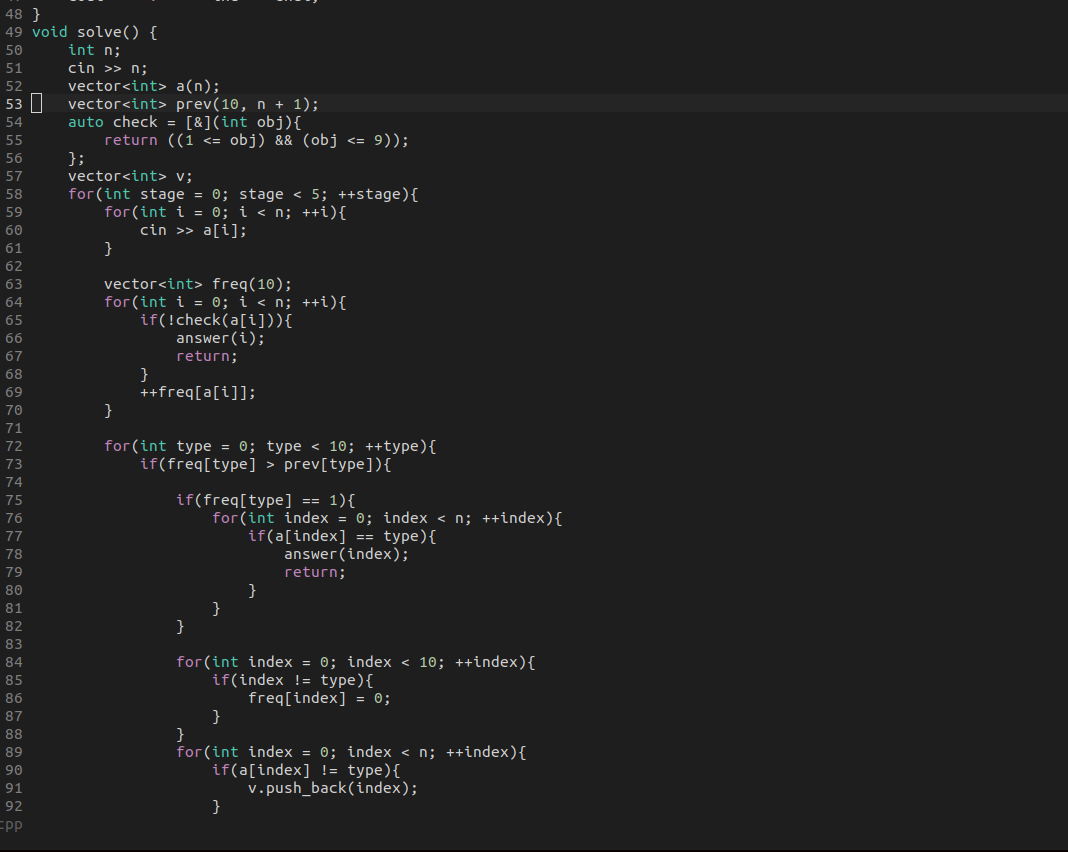 48 }
49 void solve() {
50     int n;
51     cin >> n;
52     vector<int> a(n);
53     vector<int> prev(10, n + 1);
54     auto check = [&](int obj){
55         return ((1 <= obj) && (obj <= 9));
56     };
57     vector<int> v;
58     for(int stage = 0; stage < 5; ++stage){
59         for(int i = 0; i < n; ++i){
60             cin >> a[i];
61         }
62
63         vector<int> freq(10);
64         for(int i = 0; i < n; ++i){
65             if(!check(a[i])){
66                 answer(i);
67                 return;
68             }
69             ++freq[a[i]];
70         }
71
72         for(int type = 0; type < 10; ++type){
73             if(freq[type] > prev[type]){
74
75                 if(freq[type] == 1){
76                     for(int index = 0; index < n; ++index){
77                         if(a[index] == type){
78                             answer(index);
79                             return;
80                         }
81                     }
82                 }
83
84                 for(int index = 0; index < 10; ++index){
85                     if(index != type){
86                         freq[index] = 0;
87                     }
88                 }
89                 for(int index = 0; index < n; ++index){
90                     if(a[index] != type){
91                         v.push_back(index);
92                     }
cpp